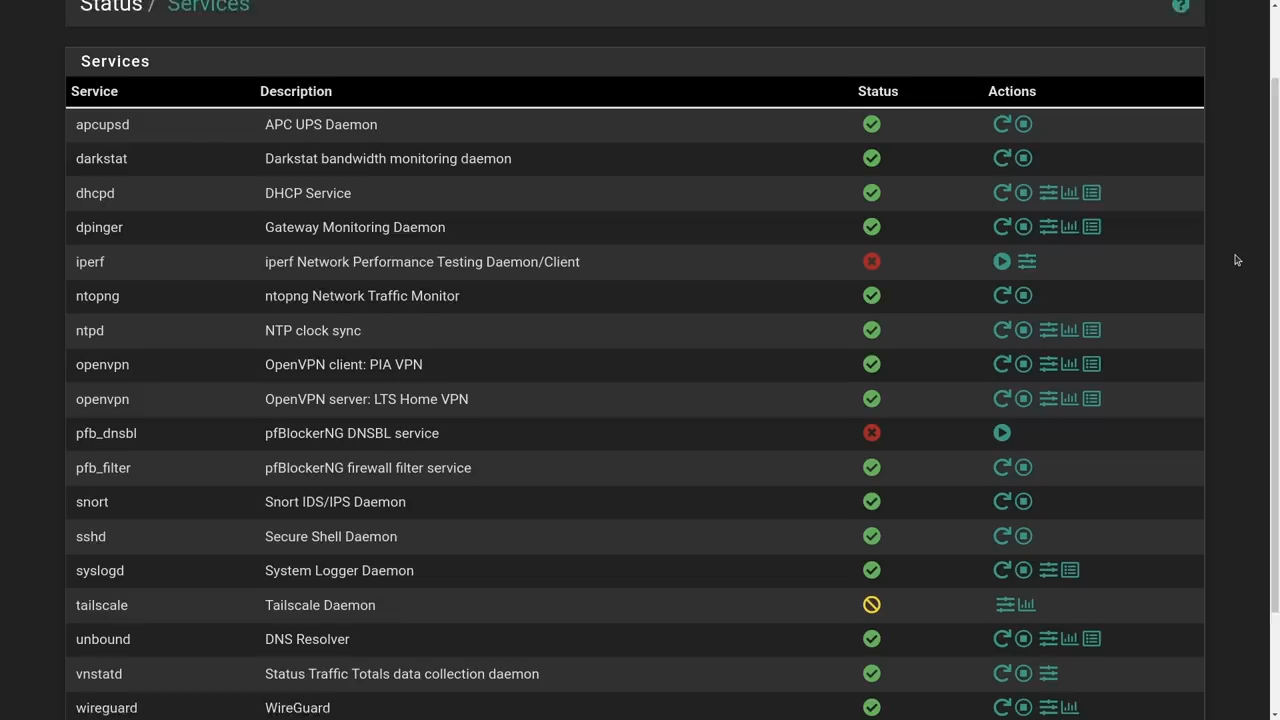 Status / Services
Services
Service Description Status Actions
apcupsd APC UPS Daemon
darkstat Darkstat bandwidth monitoring daemon
dhcpd DHCP Service
dpinger Gateway Monitoring Daemon
iperf iperf Network Performance Testing Daemon/Client
ntopng ntopng Network Traffic Monitor
ntpd NTP clock sync
openvpn OpenVPN client: PIA VPN
openvpn OpenVPN server: LTS Home VPN
pfb_dnsbl pfBlockerNG DNSBL service
pfb_filter pfBlockerNG firewall filter service
snort Snort IDS/IPS Daemon
sshd Secure Shell Daemon
syslogd System Logger Daemon
tailscale Tailscale Daemon
unbound DNS Resolver
vnstatd Status Traffic Totals data collection daemon
wireguard WireGuard